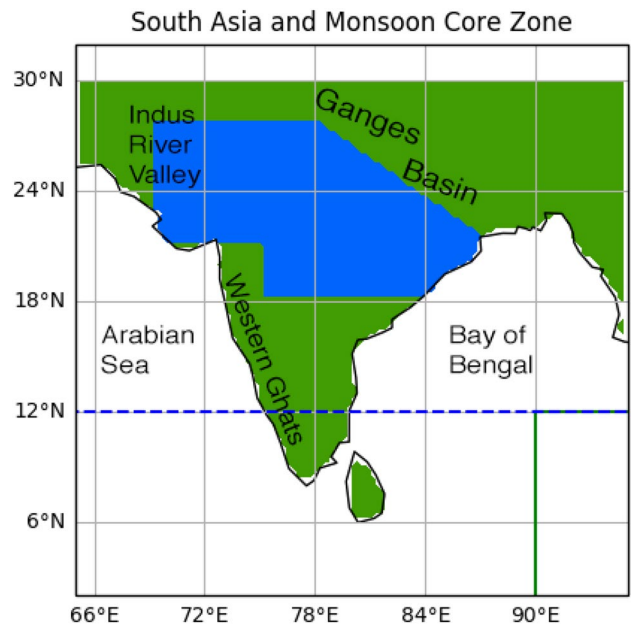 South Asia and Monsoon Core Zone
30°N
24°N
18°N
12°N
6°N
Indus
River
Valley
Ganges
Basin
Western Ghats
Arabian
Sea
Bay of
Bengal
66°E
72°E
78°E
84°E
90°E